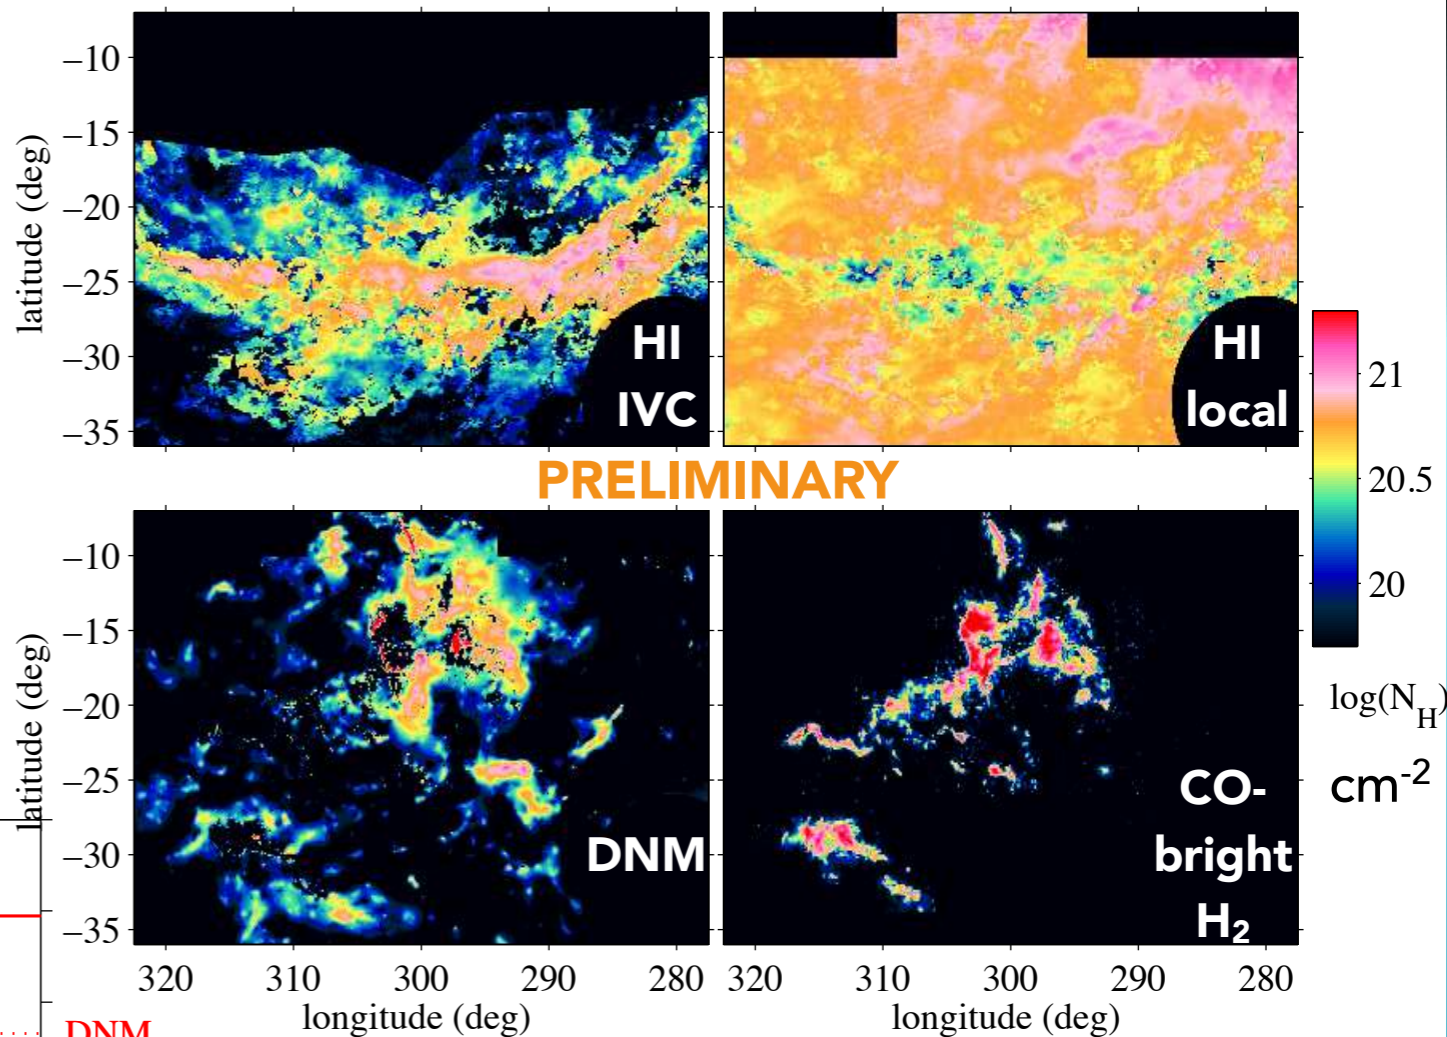 −10
−15
−20
−25
−30
−35
latitude (deg)
HI
IVC
HI
local
PRELIMINARY
21
20.5
20
log(N_H)
cm⁻²
−10
−15
−20
−25
−30
−35
latitude (deg)
DNM
CO-
bright
H₂
320 310 300 290 280
320 310 300 290 280
longitude (deg)
longitude (deg)
DNM